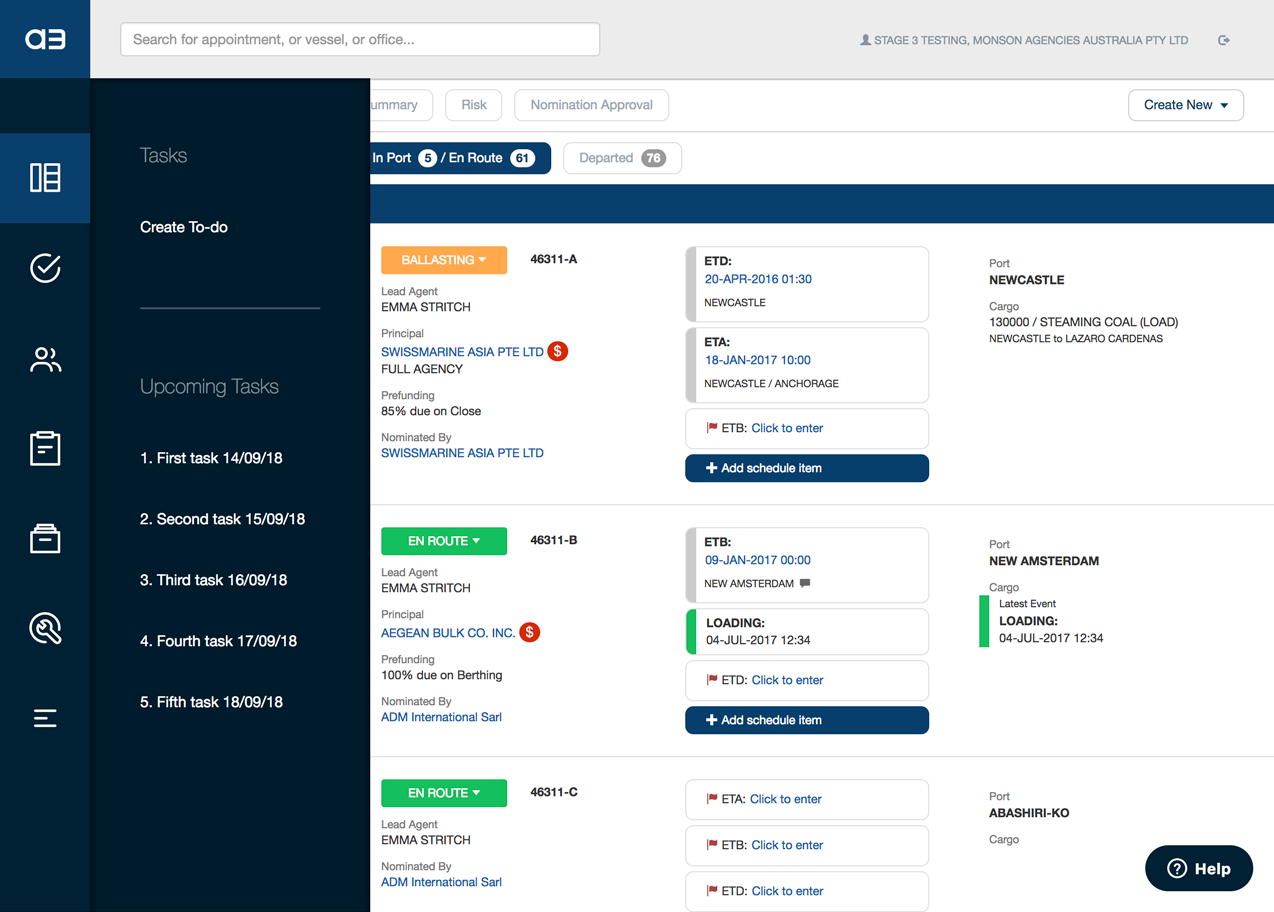 a3
Search for appointment, or vessel, or office...
STAGE 3 TESTING, MONSON AGENCIES AUSTRALIA PTY LTD
Tasks
Create To-do
Upcoming Tasks
1. First task 14/09/18
2. Second task 15/09/18
3. Third task 16/09/18
4. Fourth task 17/09/18
5. Fifth task 18/09/18
ummary
Risk
Nomination Approval
Create New
In Port 5 / En Route 61
Departed 76
BALLASTING
46311-A
Lead Agent
EMMA STRITCH
Principal
SWISSMARINE ASIA PTE LTD $
FULL AGENCY
Prefunding
85% due on Close
Nominated By
SWISSMARINE ASIA PTE LTD
ETD:
20-APR-2016 01:30
NEWCASTLE
ETA:
18-JAN-2017 10:00
NEWCASTLE / ANCHORAGE
ETB: Click to enter
Add schedule item
Port
NEWCASTLE
Cargo
130000 / STEAMING COAL (LOAD)
NEWCASTLE to LAZARO CARDENAS
EN ROUTE
46311-B
Lead Agent
EMMA STRITCH
Principal
AEGEAN BULK CO. INC. $
Prefunding
100% due on Berthing
Nominated By
ADM International Sarl
ETB:
09-JAN-2017 00:00
NEW AMSTERDAM
LOADING:
04-JUL-2017 12:34
ETD: Click to enter
Add schedule item
Port
NEW AMSTERDAM
Cargo
Latest Event
LOADING:
04-JUL-2017 12:34
EN ROUTE
46311-C
Lead Agent
EMMA STRITCH
Nominated By
ADM International Sarl
ETA: Click to enter
ETB: Click to enter
ETD: Click to enter
Port
ABASHIRI-KO
Cargo
? Help